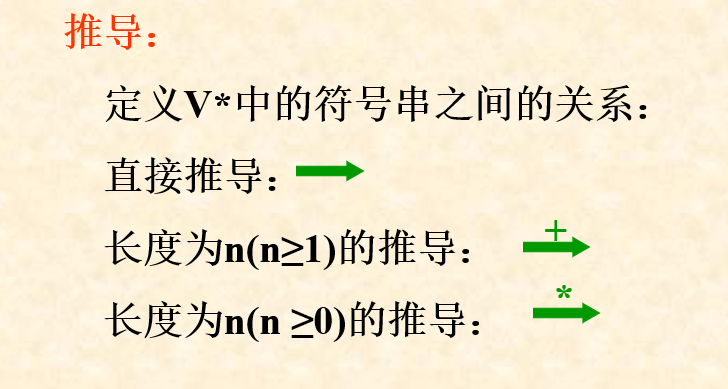 推导：
定义V*中的符号串之间的关系：
直接推导：
长度为n(n≥1)的推导： +
长度为n(n ≥0)的推导： *